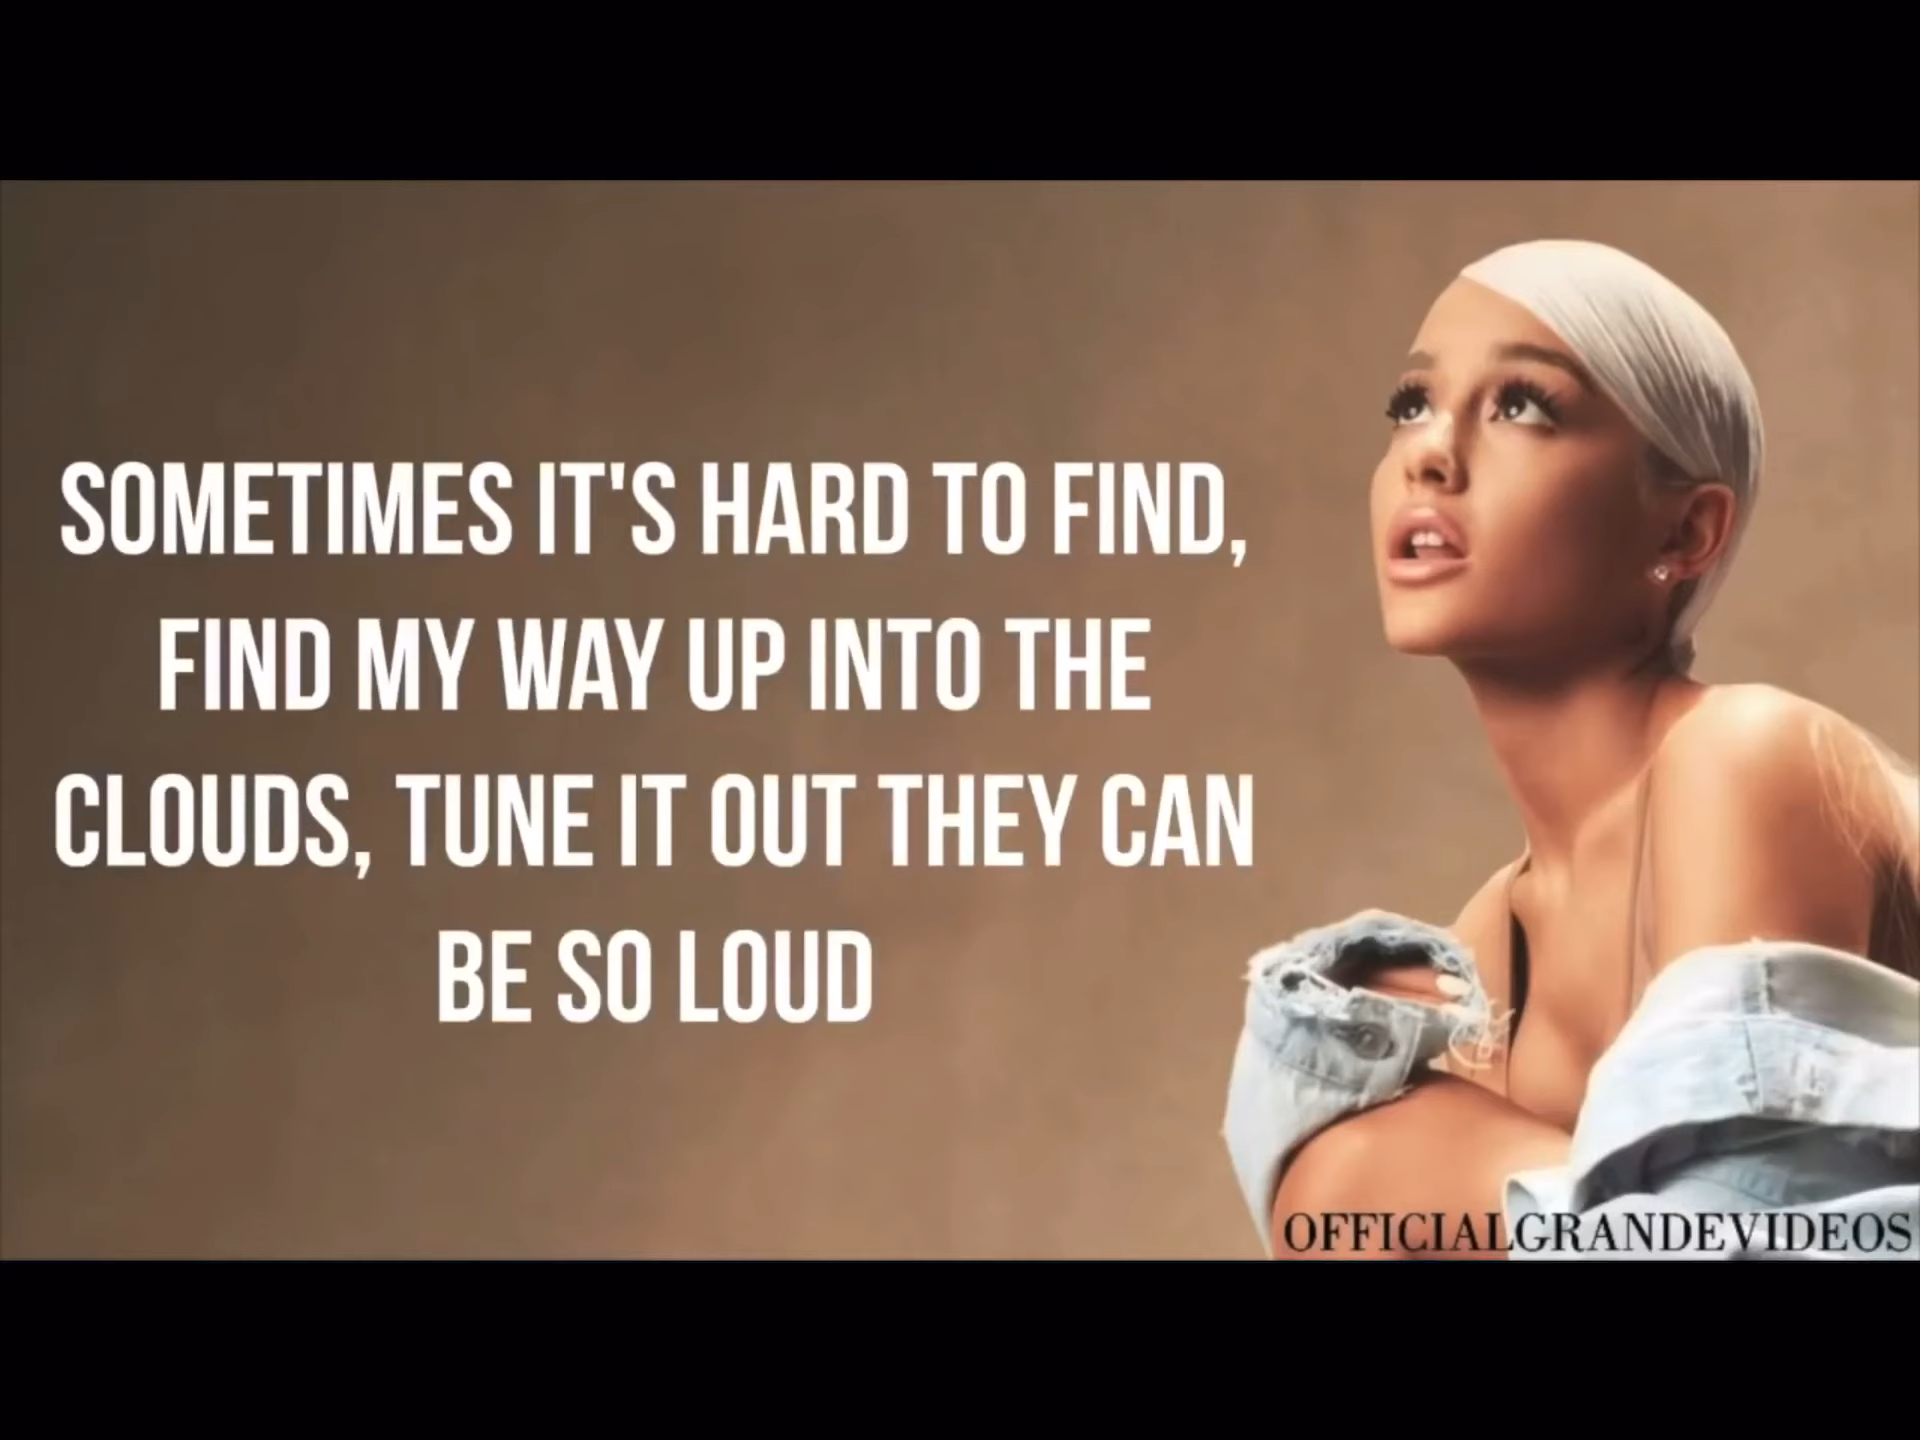 SOMETIMES IT'S HARD TO FIND,
FIND MY WAY UP INTO THE
CLOUDS, TUNE IT OUT THEY CAN
BE SO LOUD
OFFICIALGRANDEVIDEOS